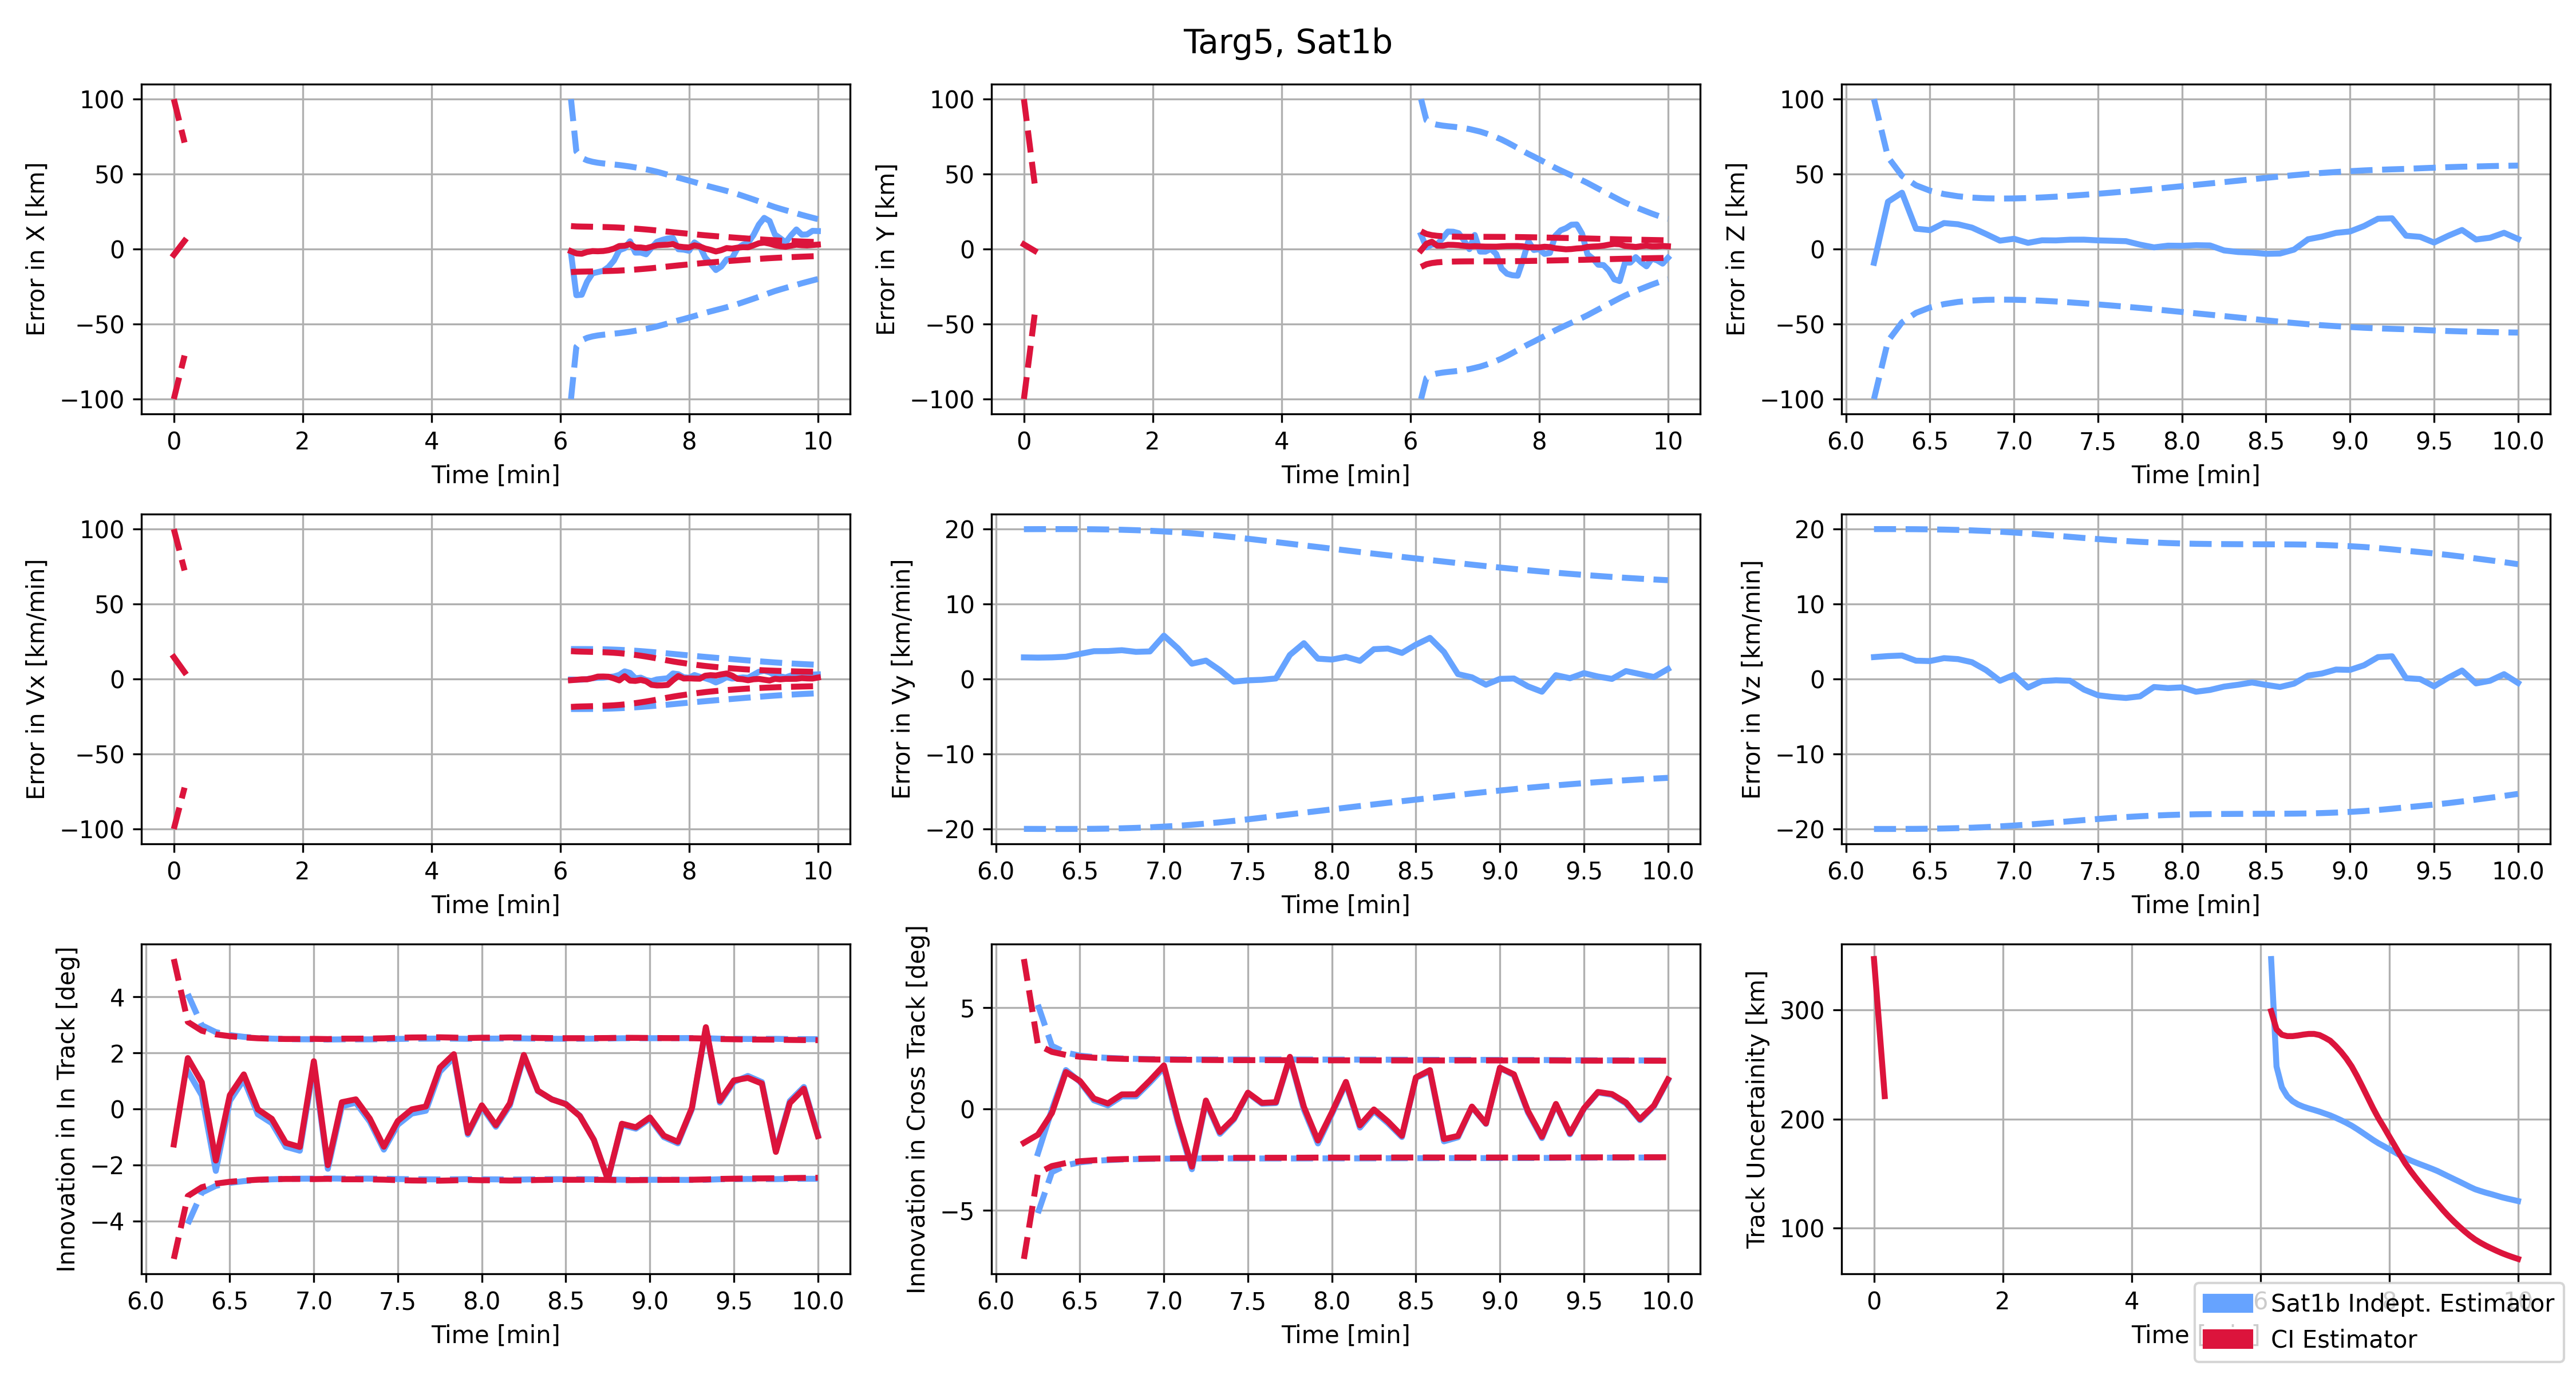 Targ5, Sat1b
Error in X [km]
100
50
0
−50
−100
0 2 4 6 8 10
Time [min]
Error in Y [km]
100
50
0
−50
−100
0 2 4 6 8 10
Time [min]
Error in Z [km]
100
50
0
−50
−100
6.0 6.5 7.0 7.5 8.0 8.5 9.0 9.5 10.0
Time [min]
Error in Vx [km/min]
100
50
0
−50
−100
0 2 4 6 8 10
Time [min]
Error in Vy [km/min]
20
10
0
−10
−20
6.0 6.5 7.0 7.5 8.0 8.5 9.0 9.5 10.0
Time [min]
Error in Vz [km/min]
20
10
0
−10
−20
6.0 6.5 7.0 7.5 8.0 8.5 9.0 9.5 10.0
Time [min]
Innovation in In Track [deg]
4
2
0
−2
−4
6.0 6.5 7.0 7.5 8.0 8.5 9.0 9.5 10.0
Time [min]
Innovation in Cross Track [deg]
5
0
−5
6.0 6.5 7.0 7.5 8.0 8.5 9.0 9.5 10.0
Time [min]
Track Uncertainity [km]
300
200
100
0 2 4 6 8 10
Time
Sat1b Indept. Estimator
CI Estimator